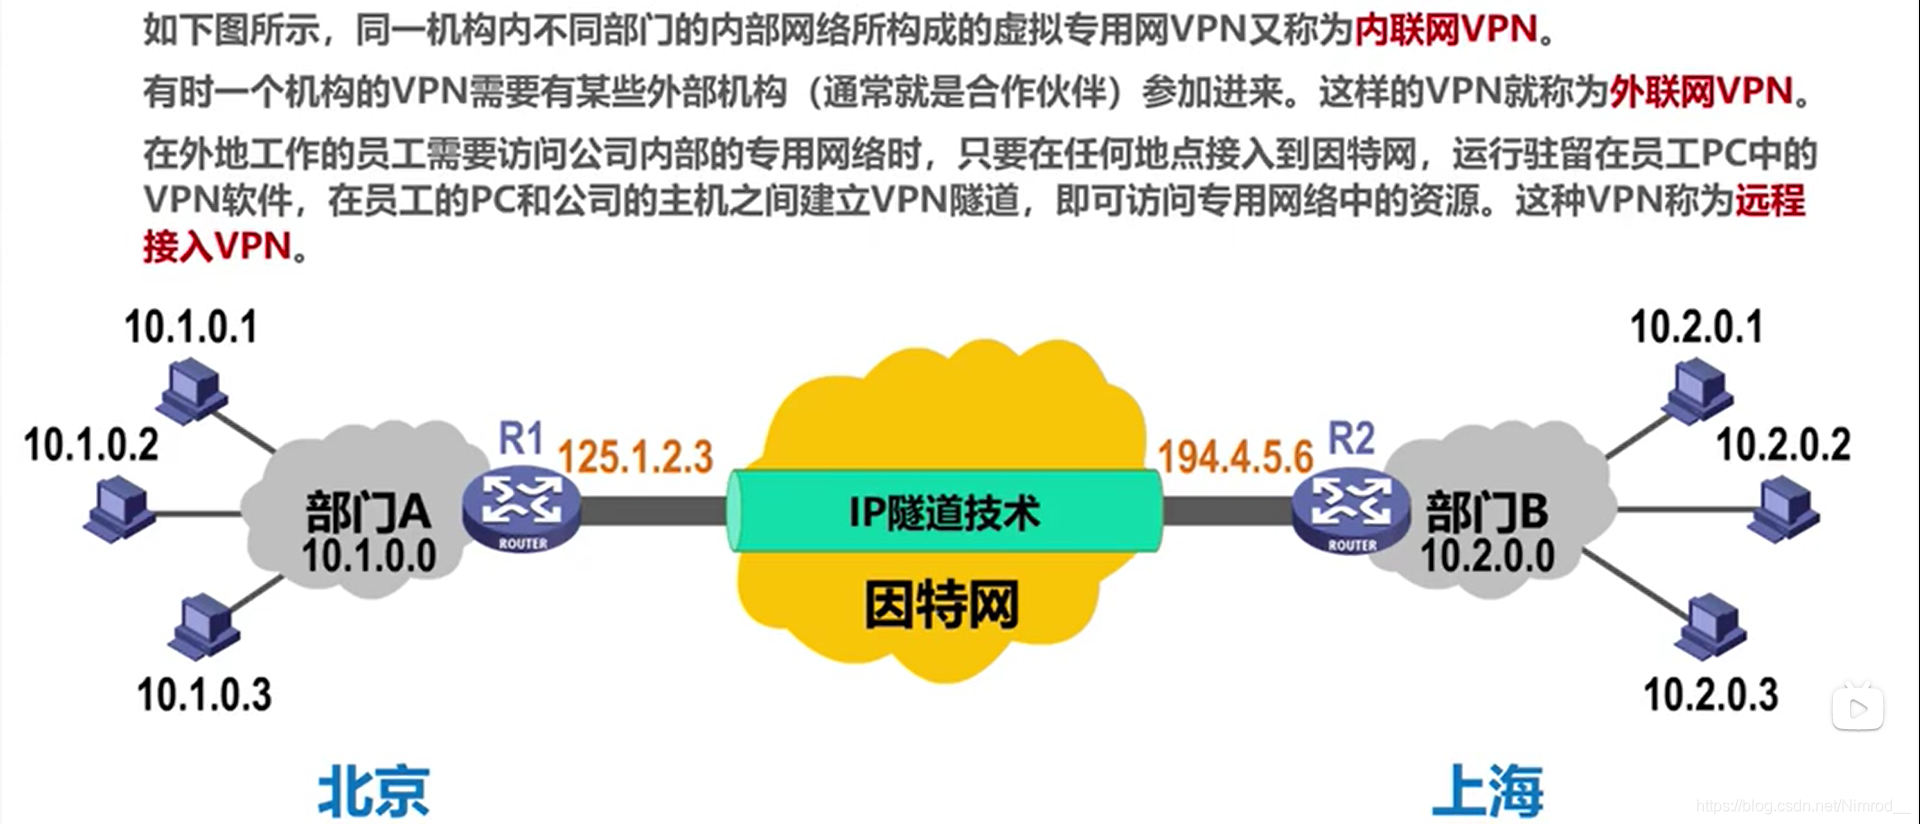 如下图所示，同一机构内不同部门的内部网络所构成的虚拟专用网VPN又称为内联网VPN。
有时一个机构的VPN需要有某些外部机构（通常就是合作伙伴）参加进来。这样的VPN就称为外联网VPN。
在外地工作的员工需要访问公司内部的专用网络时，只要在任何地点接入到因特网，运行驻留在员工PC中的
VPN软件，在员工的PC和公司的主机之间建立VPN隧道，即可访问专用网络中的资源。这种VPN称为远程
接入VPN。
10.1.0.1
10.2.0.1
10.1.0.2
R1
125.1.2.3
194.4.5.6
R2
10.2.0.2
部门A
10.1.0.0
ROUTER
IP隧道技术
ROUTER
部门B
10.2.0.0
因特网
10.1.0.3
10.2.0.3
北京
上海
https://blog.csdn.net/Nimrod__